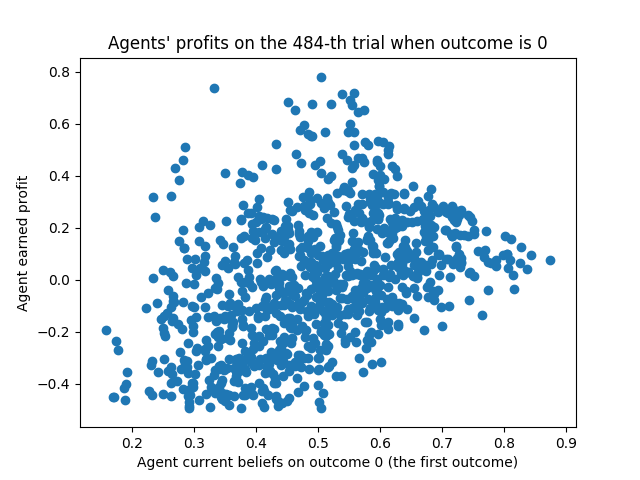 Agents' profits on the 484-th trial when outcome is 0
Agent earned profit
0.8
0.6
0.4
0.2
0.0
−0.2
−0.4
0.2 0.3 0.4 0.5 0.6 0.7 0.8 0.9
Agent current beliefs on outcome 0 (the first outcome)